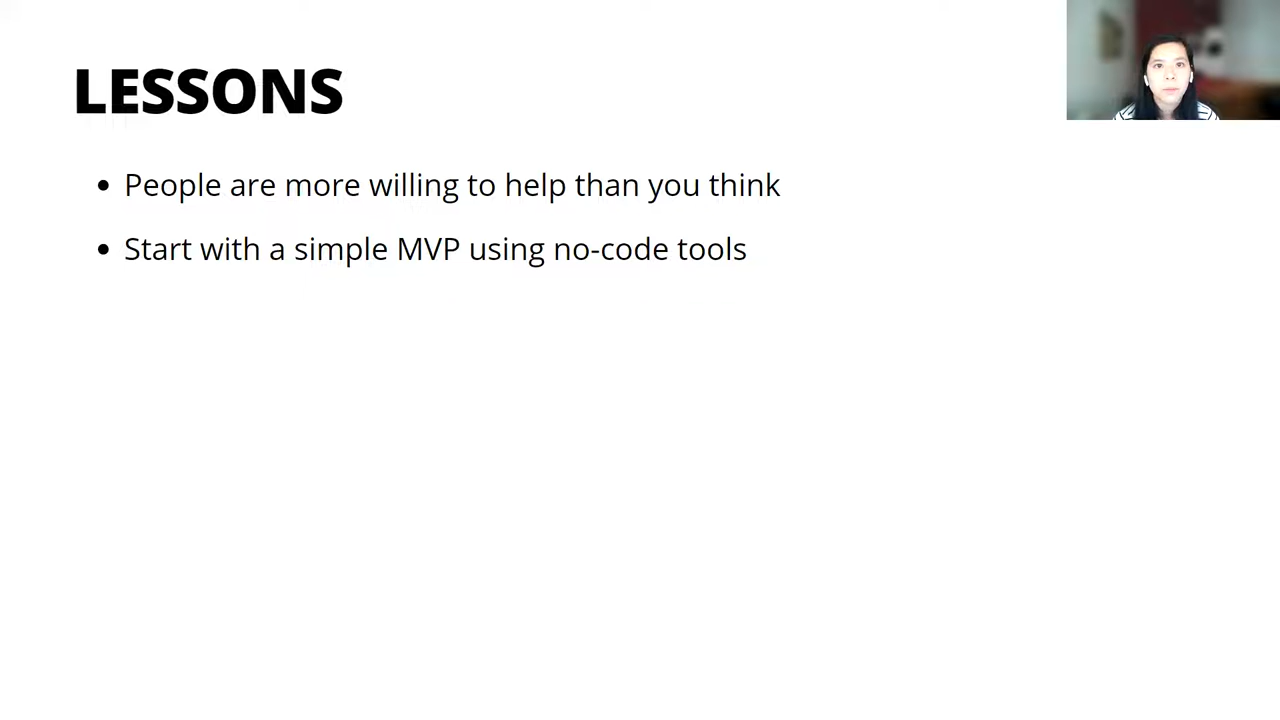 LESSONS
• People are more willing to help than you think
• Start with a simple MVP using no-code tools